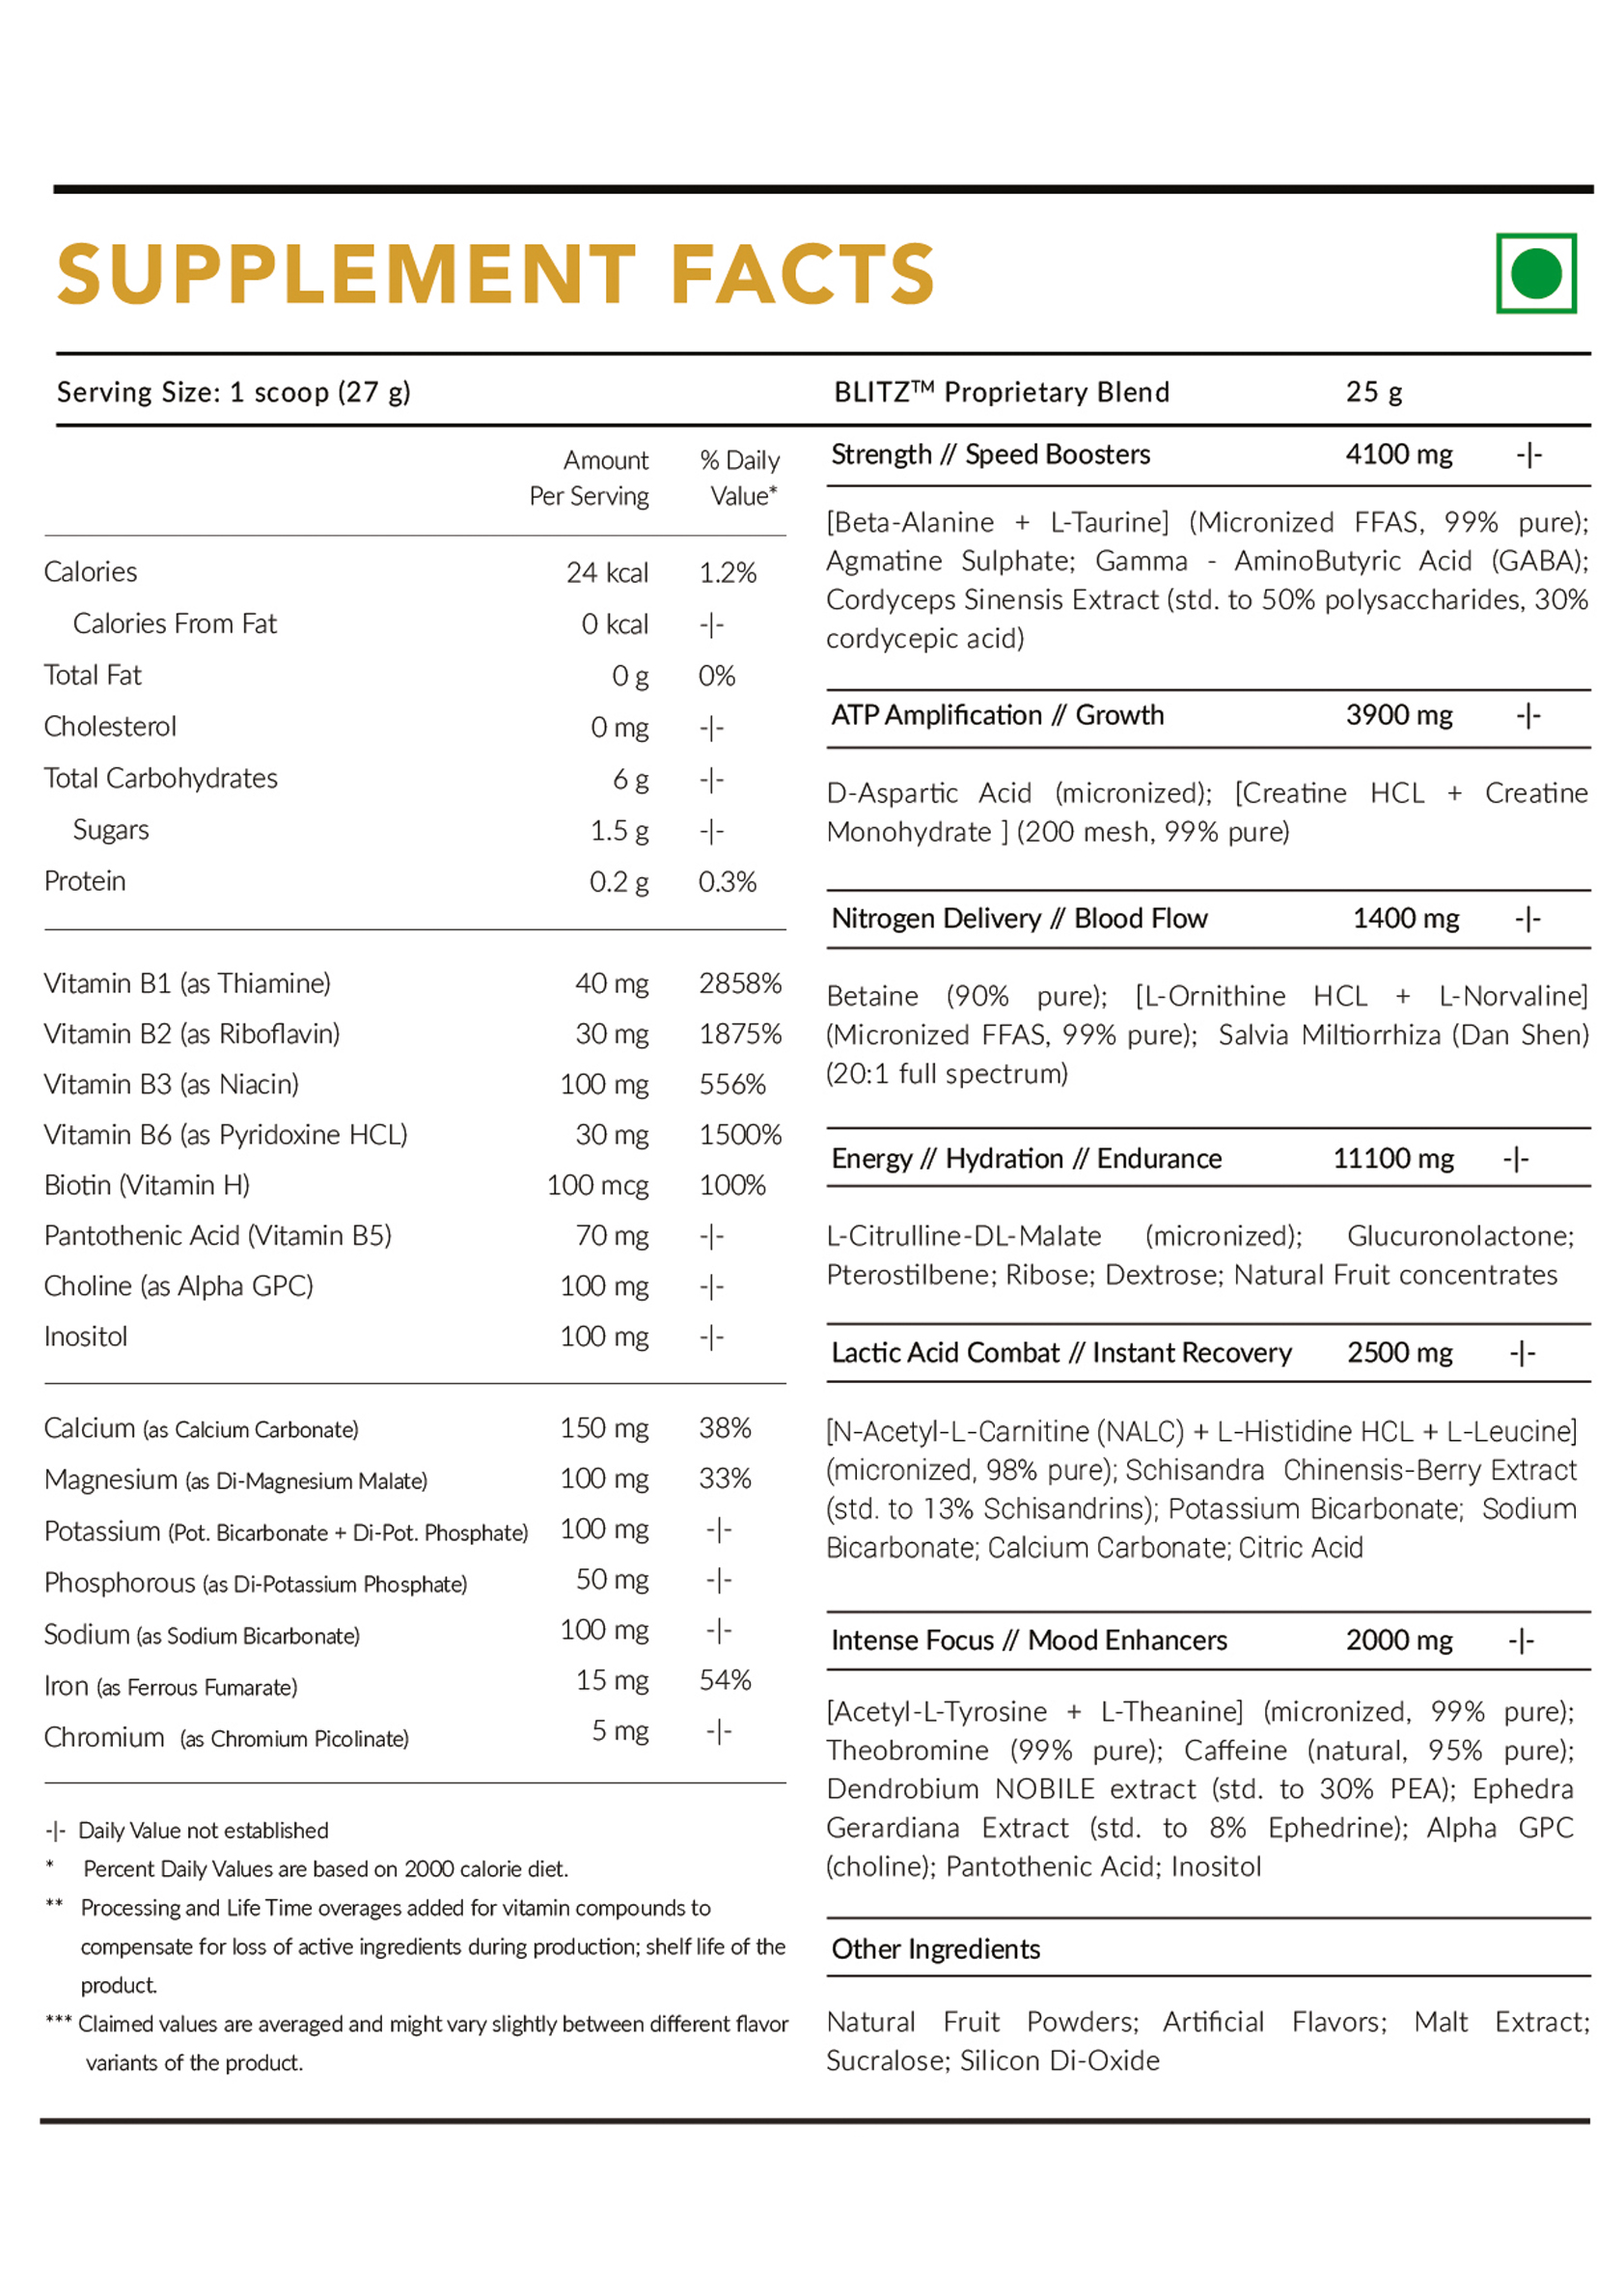 SUPPLEMENT FACTS
Serving Size: 1 scoop (27 g)
Amount % Daily
Per Serving Value*
Calories 24 kcal 1.2%
Calories From Fat 0 kcal -|-
Total Fat 0 g 0%
Cholesterol 0 mg -|-
Total Carbohydrates 6 g -|-
Sugars 1.5 g -|-
Protein 0.2 g 0.3%
Vitamin B1 (as Thiamine) 40 mg 2858%
Vitamin B2 (as Riboflavin) 30 mg 1875%
Vitamin B3 (as Niacin) 100 mg 556%
Vitamin B6 (as Pyridoxine HCL) 30 mg 1500%
Biotin (Vitamin H) 100 mcg 100%
Pantothenic Acid (Vitamin B5) 70 mg -|-
Choline (as Alpha GPC) 100 mg -|-
Inositol 100 mg -|-
Calcium (as Calcium Carbonate) 150 mg 38%
Magnesium (as Di-Magnesium Malate) 100 mg 33%
Potassium (Pot. Bicarbonate + Di-Pot. Phosphate) 100 mg -|-
Phosphorous (as Di-Potassium Phosphate) 50 mg -|-
Sodium (as Sodium Bicarbonate) 100 mg -|-
Iron (as Ferrous Fumarate) 15 mg 54%
Chromium (as Chromium Picolinate) 5 mg -|-
-|- Daily Value not established
* Percent Daily Values are based on 2000 calorie diet.
** Processing and Life Time overages added for vitamin compounds to
compensate for loss of active ingredients during production; shelf life of the
product.
*** Claimed values are averaged and might vary slightly between different flavor
variants of the product.
BLITZ™ Proprietary Blend 25 g
Strength // Speed Boosters 4100 mg -|-
[Beta-Alanine + L-Taurine] (Micronized FFAS, 99% pure);
Agmatine Sulphate; Gamma - AminoButyric Acid (GABA);
Cordyceps Sinensis Extract (std. to 50% polysaccharides, 30%
cordycepic acid)
ATP Amplification // Growth 3900 mg -|-
D-Aspartic Acid (micronized); [Creatine HCL + Creatine
Monohydrate ] (200 mesh, 99% pure)
Nitrogen Delivery // Blood Flow 1400 mg -|-
Betaine (90% pure); [L-Ornithine HCL + L-Norvaline]
(Micronized FFAS, 99% pure); Salvia Miltiorrhiza (Dan Shen)
(20:1 full spectrum)
Energy // Hydration // Endurance 11100 mg -|-
L-Citrulline-DL-Malate (micronized); Glucuronolactone;
Pterostilbene; Ribose; Dextrose; Natural Fruit concentrates
Lactic Acid Combat // Instant Recovery 2500 mg -|-
[N-Acetyl-L-Carnitine (NALC) + L-Histidine HCL + L-Leucine]
(micronized, 98% pure); Schisandra Chinensis-Berry Extract
(std. to 13% Schisandrins); Potassium Bicarbonate; Sodium
Bicarbonate; Calcium Carbonate; Citric Acid
Intense Focus // Mood Enhancers 2000 mg -|-
[Acetyl-L-Tyrosine + L-Theanine] (micronized, 99% pure);
Theobromine (99% pure); Caffeine (natural, 95% pure);
Dendrobium NOBILE extract (std. to 30% PEA); Ephedra
Gerardiana Extract (std. to 8% Ephedrine); Alpha GPC
(choline); Pantothenic Acid; Inositol
Other Ingredients
Natural Fruit Powders; Artificial Flavors; Malt Extract;
Sucralose; Silicon Di-Oxide